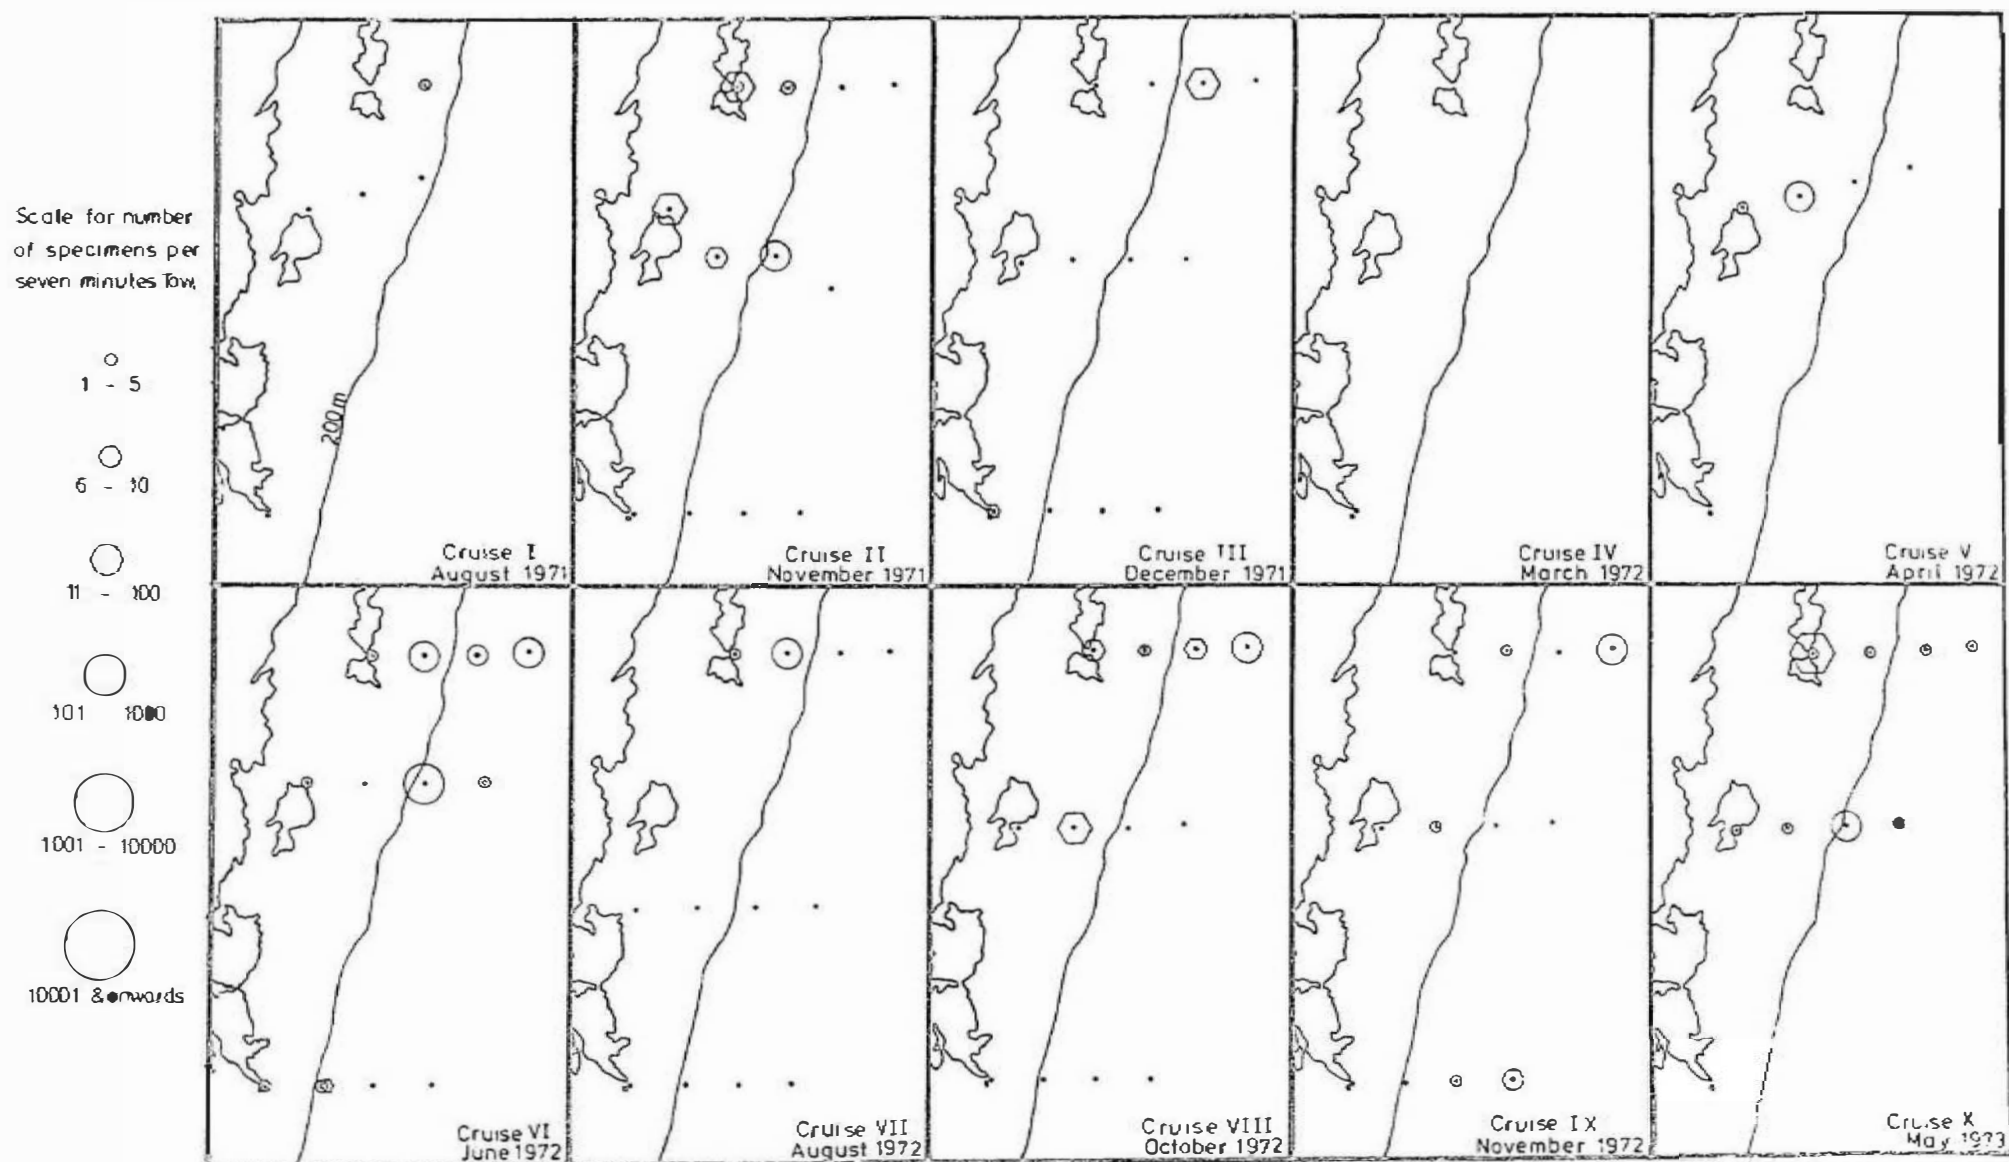 Scale for number
of specimens per
seven minutes Tow.
1 - 5
6 - 10
11 - 100
101 1000
1001 - 10000
10001 & onwards
200m
Cruise I
August 1971
Cruise II
November 1971
Cruise III
December 1971
Cruise IV
March 1972
Cruise V
April 1972
Cruise VI
June 1972
Cruise VII
August 1972
Cruise VIII
October 1972
Cruise IX
November 1972
Cruise X
May 1973